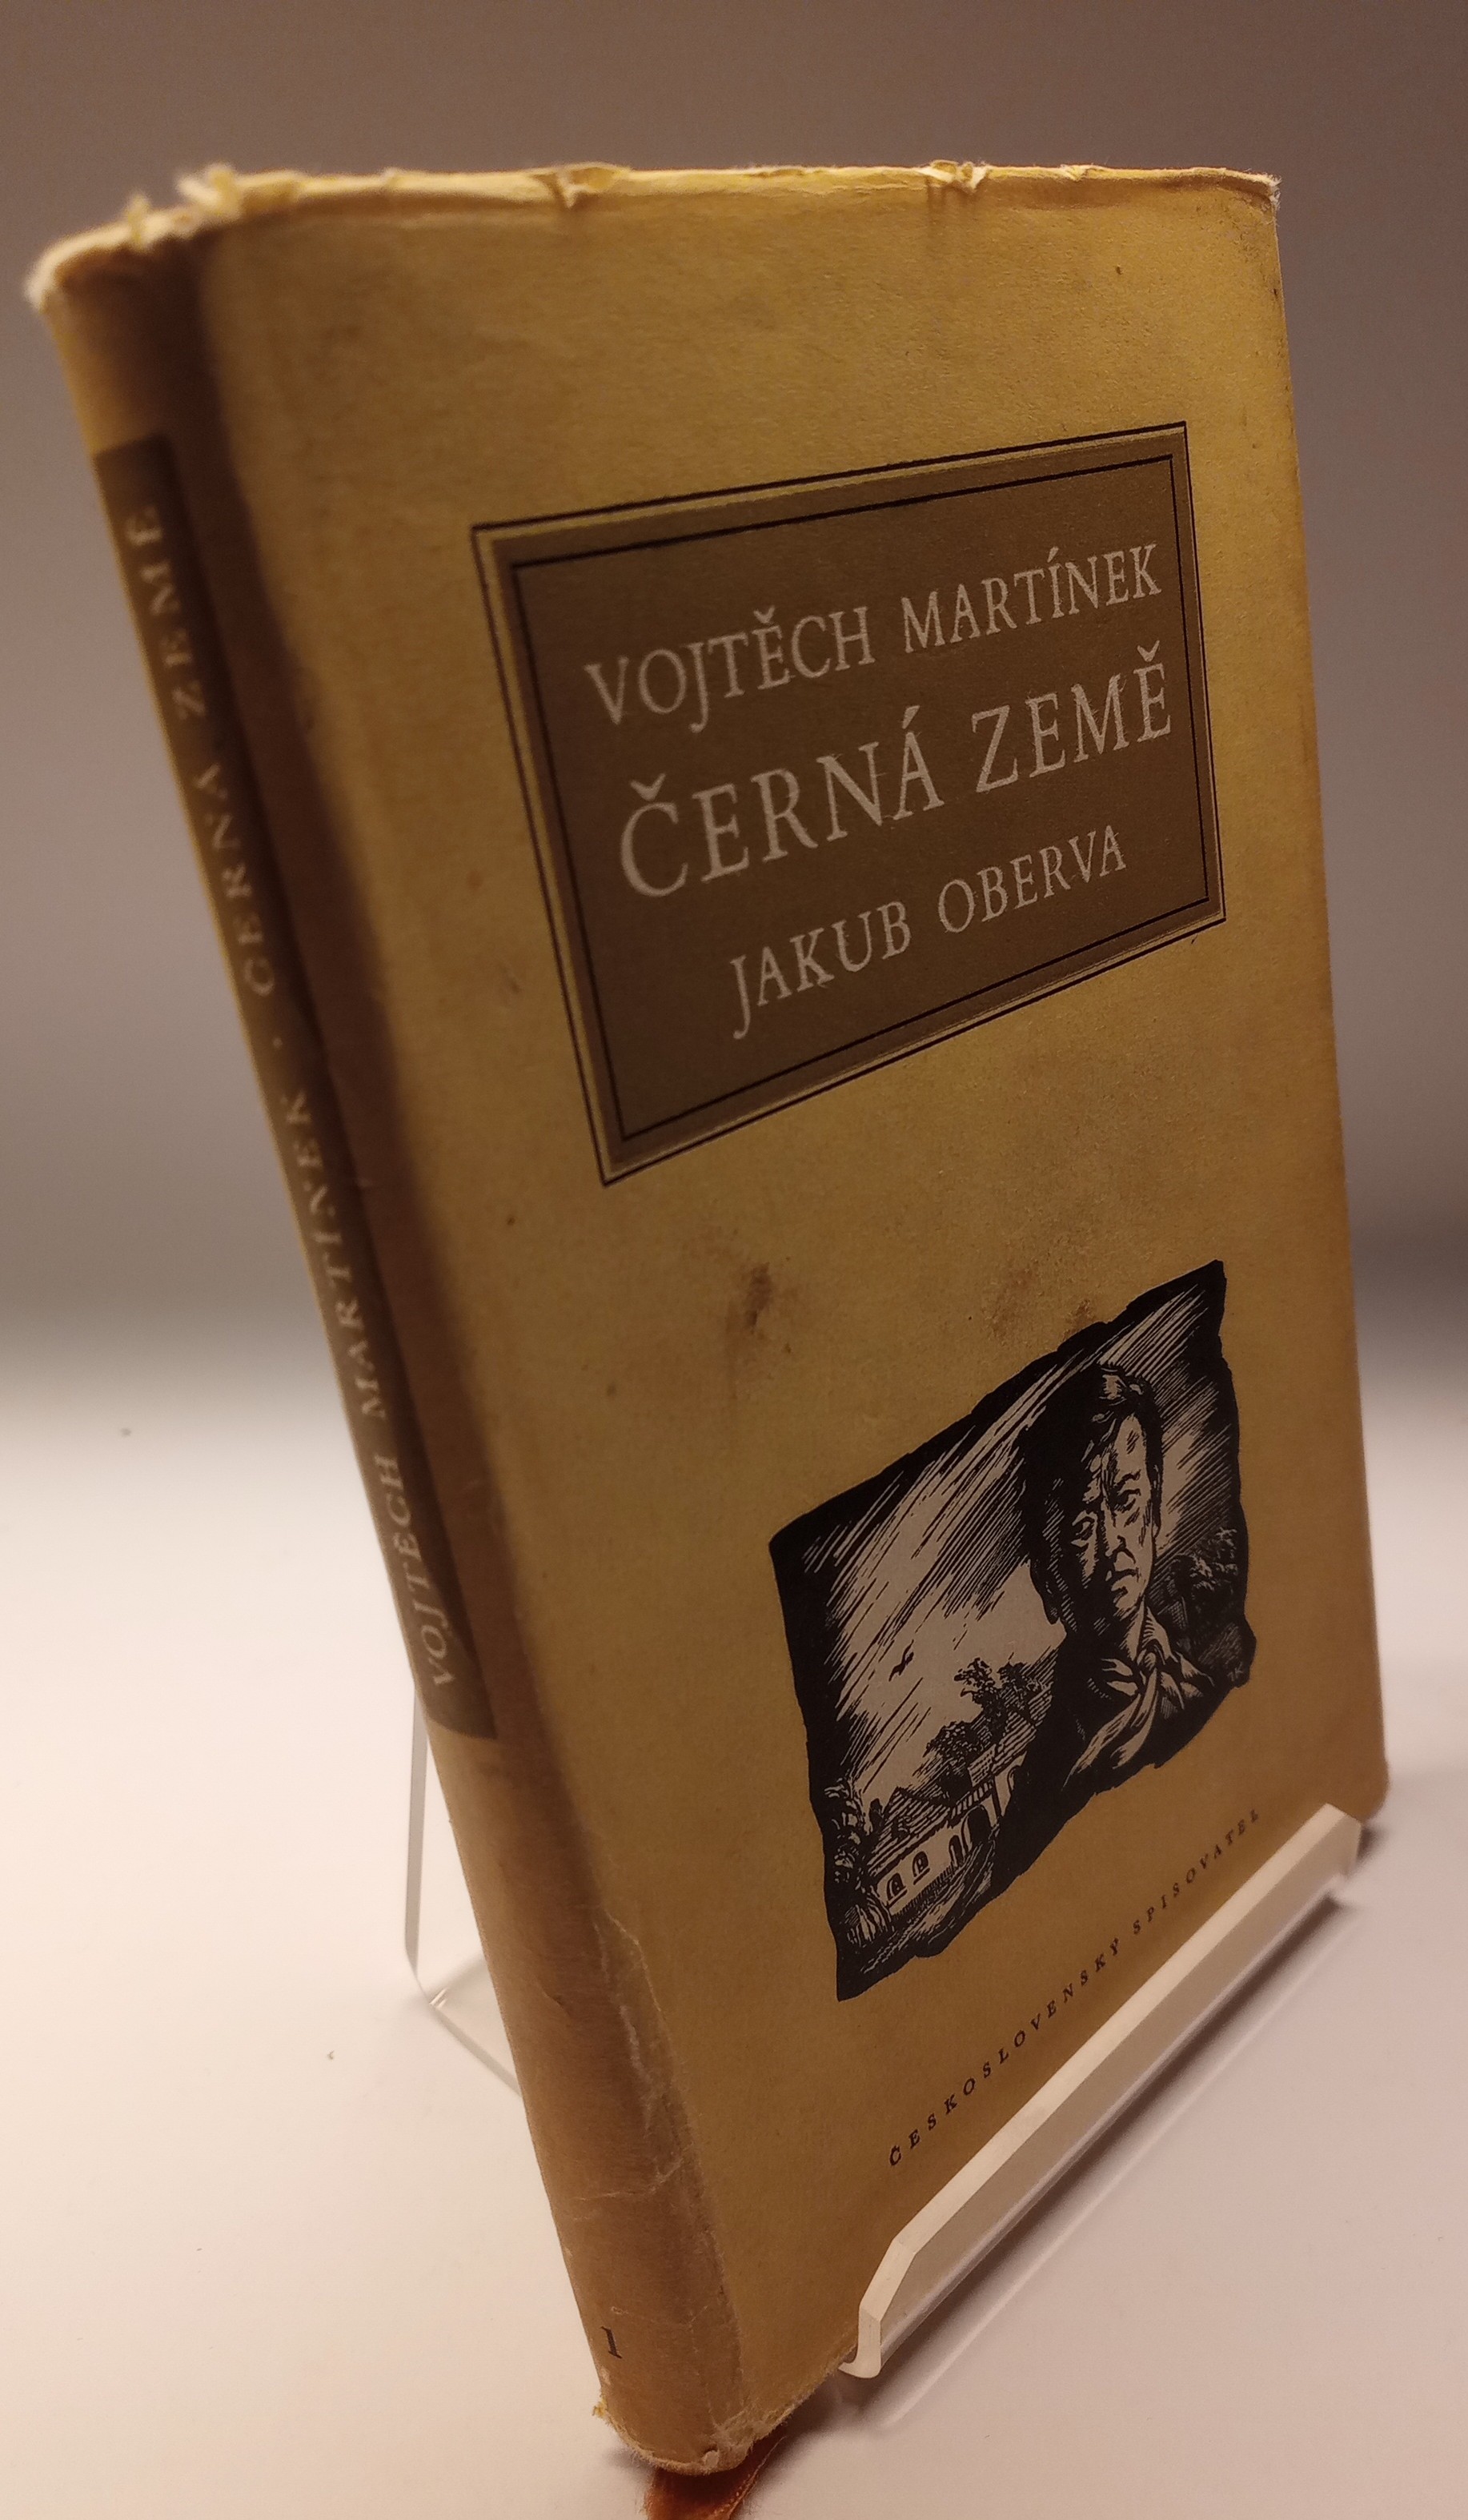 VOJTĚCH MARTÍNEK
ČERNÁ ZEMĚ
JAKUB OBERVA
ČESKOSLOVENSKÝ SPISOVATEL
VOJTĚCH MARTÍNEK · ČERNÁ ZEMĚ
1